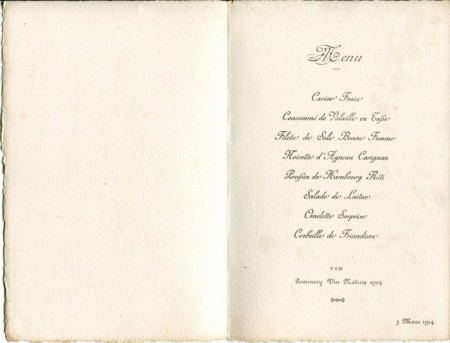 Menu
Caviar Frais
Consommé de Volaille en Tasse
Filets de Sole Bonne Femme
Noisette d'Agneau Carignan
Poussin de Hambourg Rôti
Salade de Laitue
Omelette Surprise
Corbeille de Friandises
VIN
Pommery Vin Nature 1904
5 Mars 1914